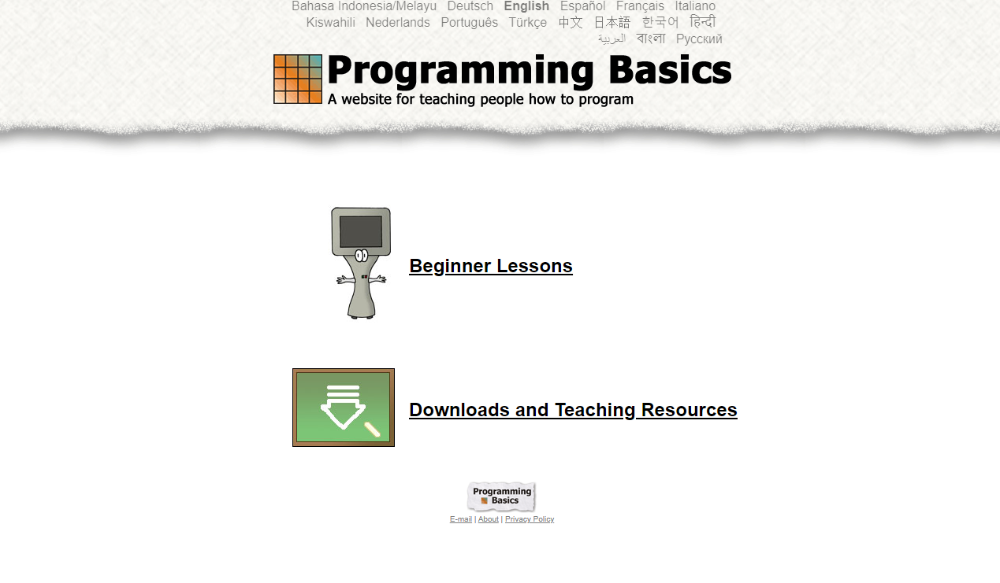 Bahasa Indonesia/Melayu Deutsch English Español Français Italiano
Kiswahili Nederlands Português Türkçe 中文 日本語 한국어 हिन्दी
العربية বাংলা Русский
Programming Basics
A website for teaching people how to program
Beginner Lessons
Downloads and Teaching Resources
Programming
Basics
E-mail | About | Privacy Policy